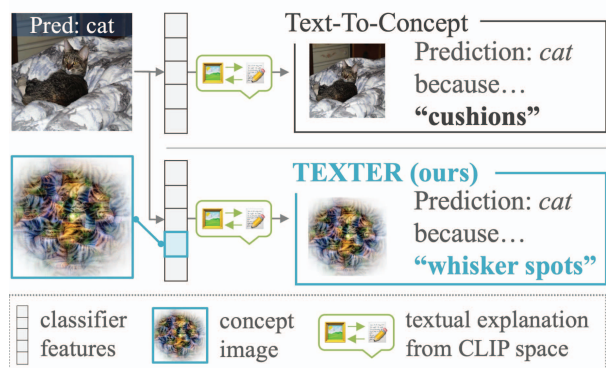 Pred: cat
Text-To-Concept
Prediction: cat
because…
“cushions”
TEXTER (ours)
Prediction: cat
because…
“whisker spots”
classifier
features
concept
image
textual explanation
from CLIP space